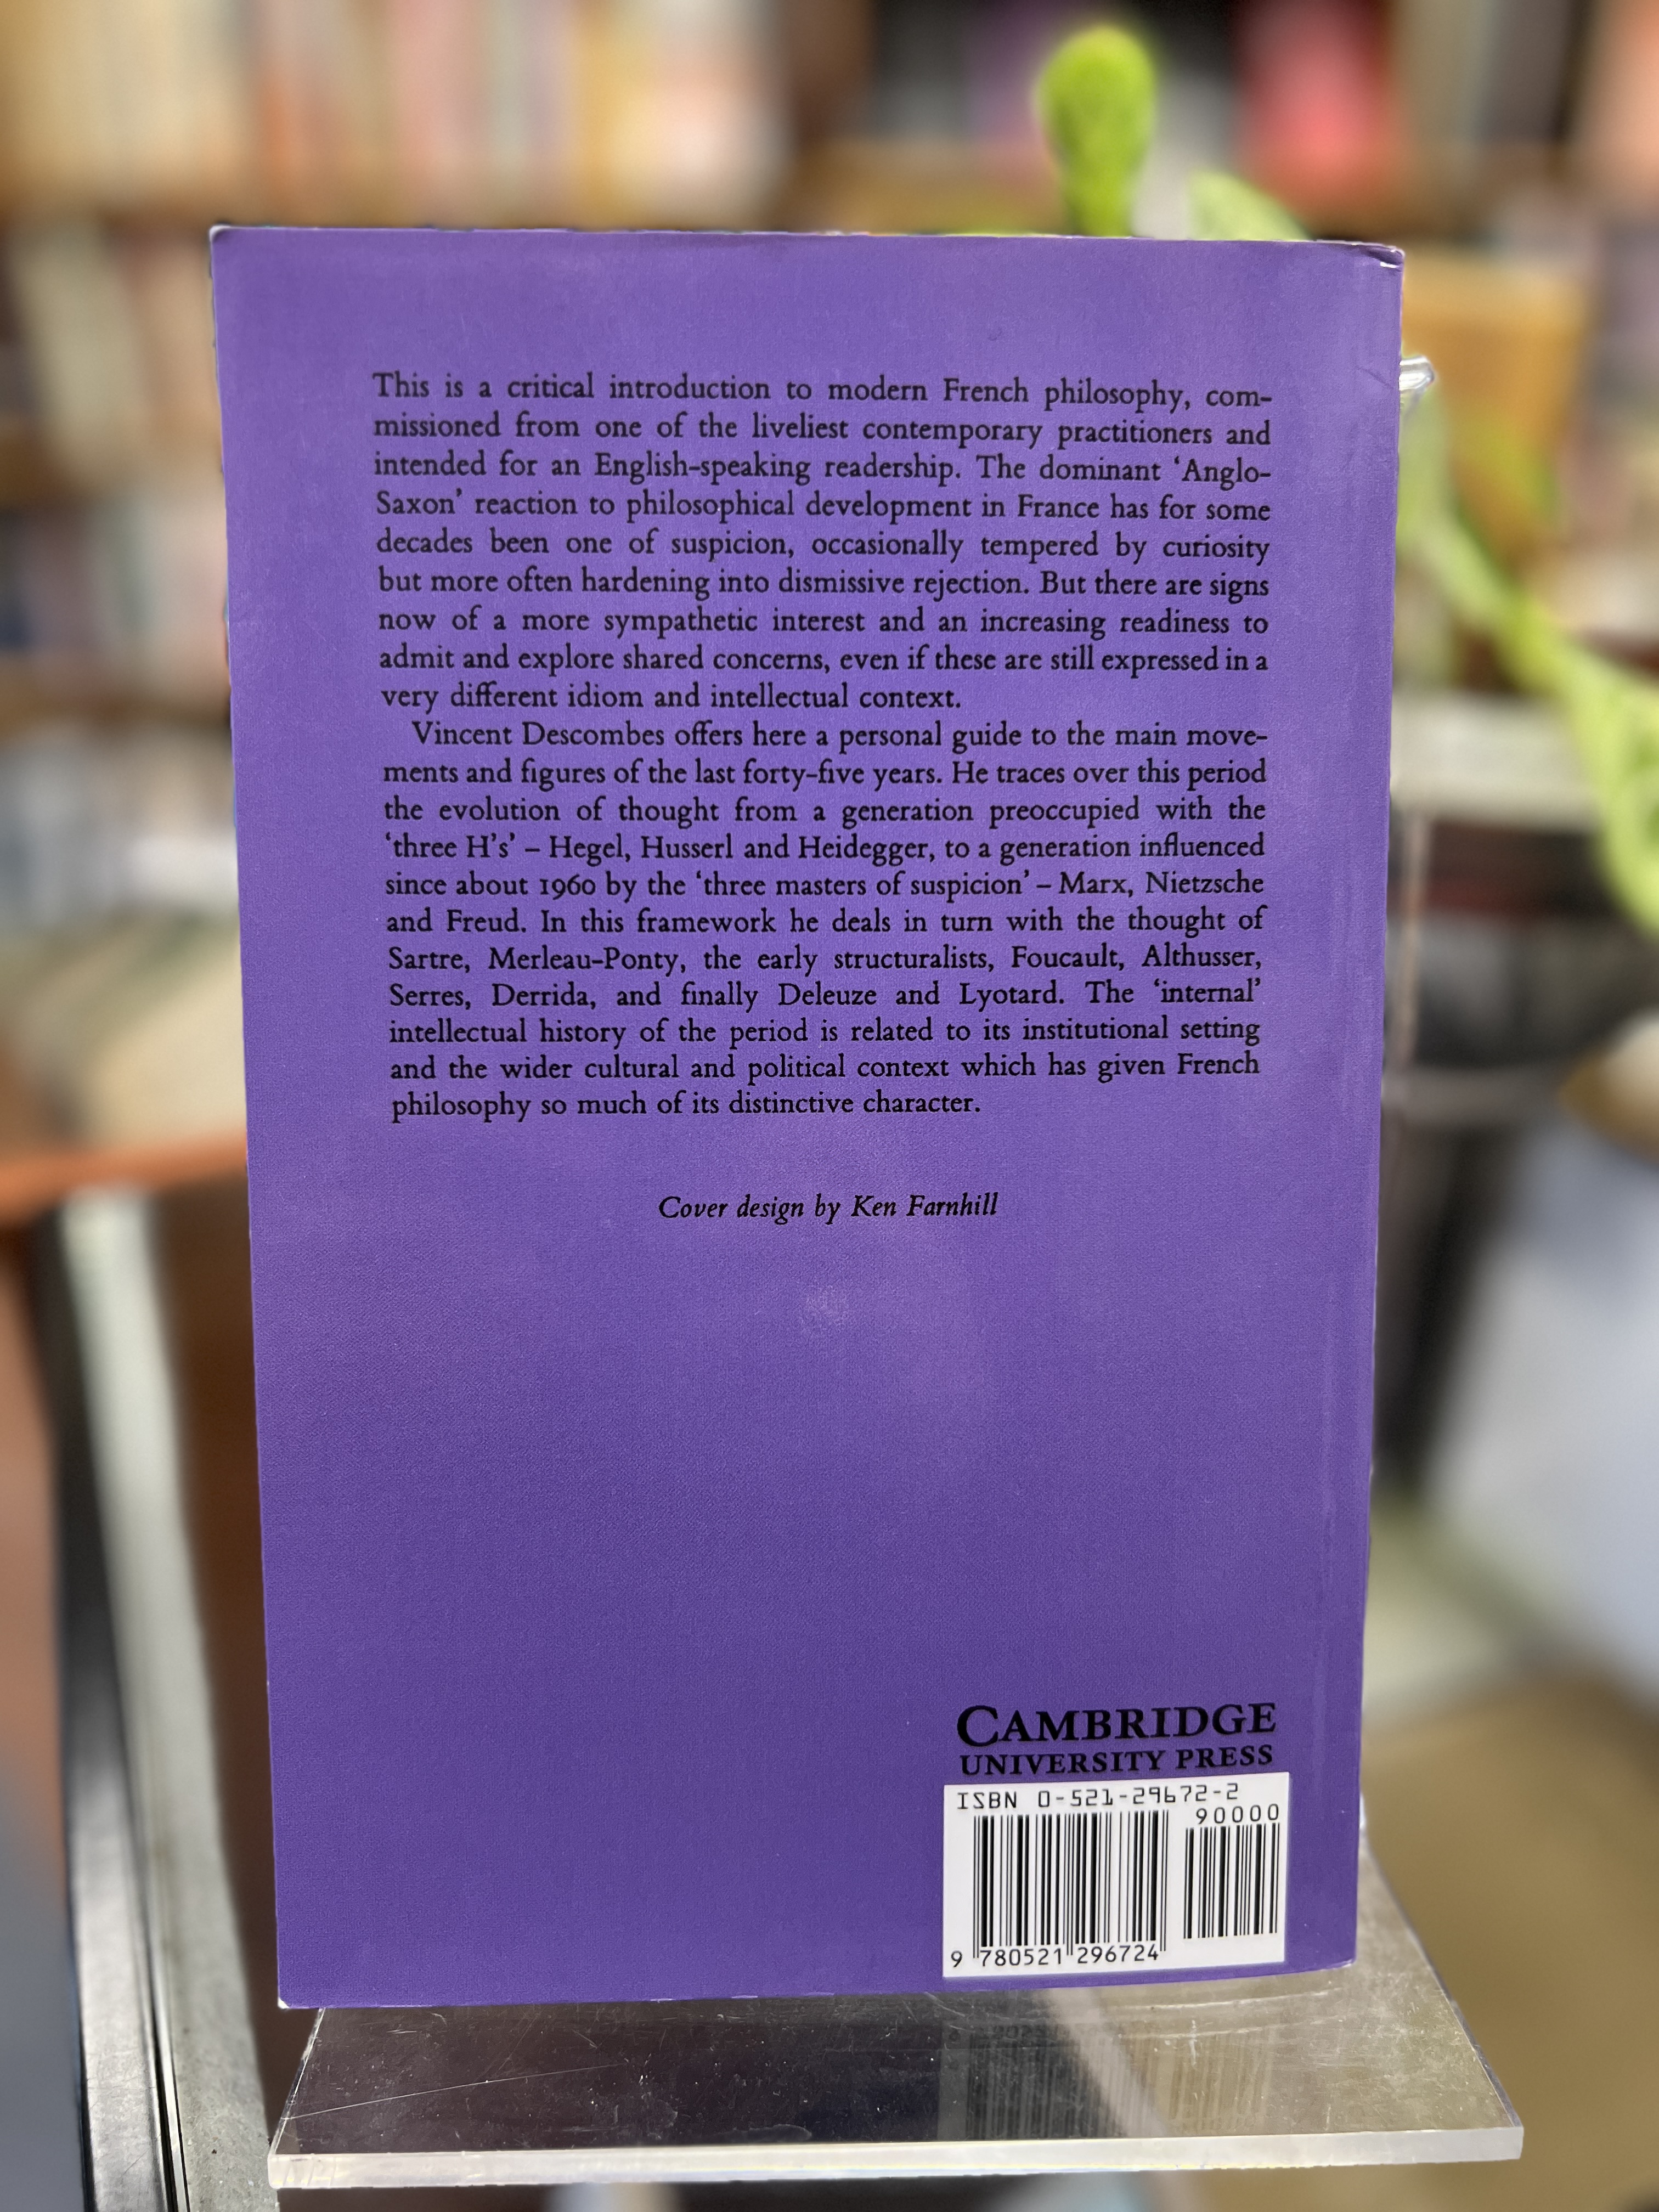 This is a critical introduction to modern French philosophy, com-
missioned from one of the liveliest contemporary practitioners and
intended for an English-speaking readership. The dominant ‘Anglo-
Saxon’ reaction to philosophical development in France has for some
decades been one of suspicion, occasionally tempered by curiosity
but more often hardening into dismissive rejection. But there are signs
now of a more sympathetic interest and an increasing readiness to
admit and explore shared concerns, even if these are still expressed in a
very different idiom and intellectual context.
Vincent Descombes offers here a personal guide to the main move-
ments and figures of the last forty-five years. He traces over this period
the evolution of thought from a generation preoccupied with the
‘three H’s’ – Hegel, Husserl and Heidegger, to a generation influenced
since about 1960 by the ‘three masters of suspicion’ – Marx, Nietzsche
and Freud. In this framework he deals in turn with the thought of
Sartre, Merleau-Ponty, the early structuralists, Foucault, Althusser,
Serres, Derrida, and finally Deleuze and Lyotard. The ‘internal’
intellectual history of the period is related to its institutional setting
and the wider cultural and political context which has given French
philosophy so much of its distinctive character.
Cover design by Ken Farnhill
CAMBRIDGE
UNIVERSITY PRESS
ISBN 0-521-29672-2
90000
9 780521 296724